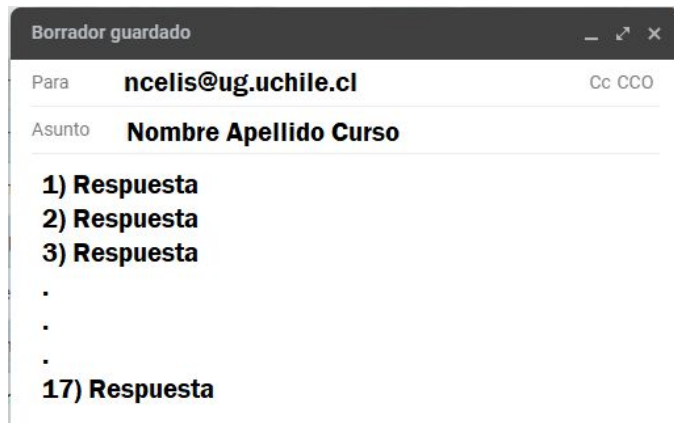 Borrador guardado
Para ncelis@ug.uchile.cl Cc CCO
Asunto Nombre Apellido Curso
1) Respuesta
2) Respuesta
3) Respuesta
.
.
.
17) Respuesta